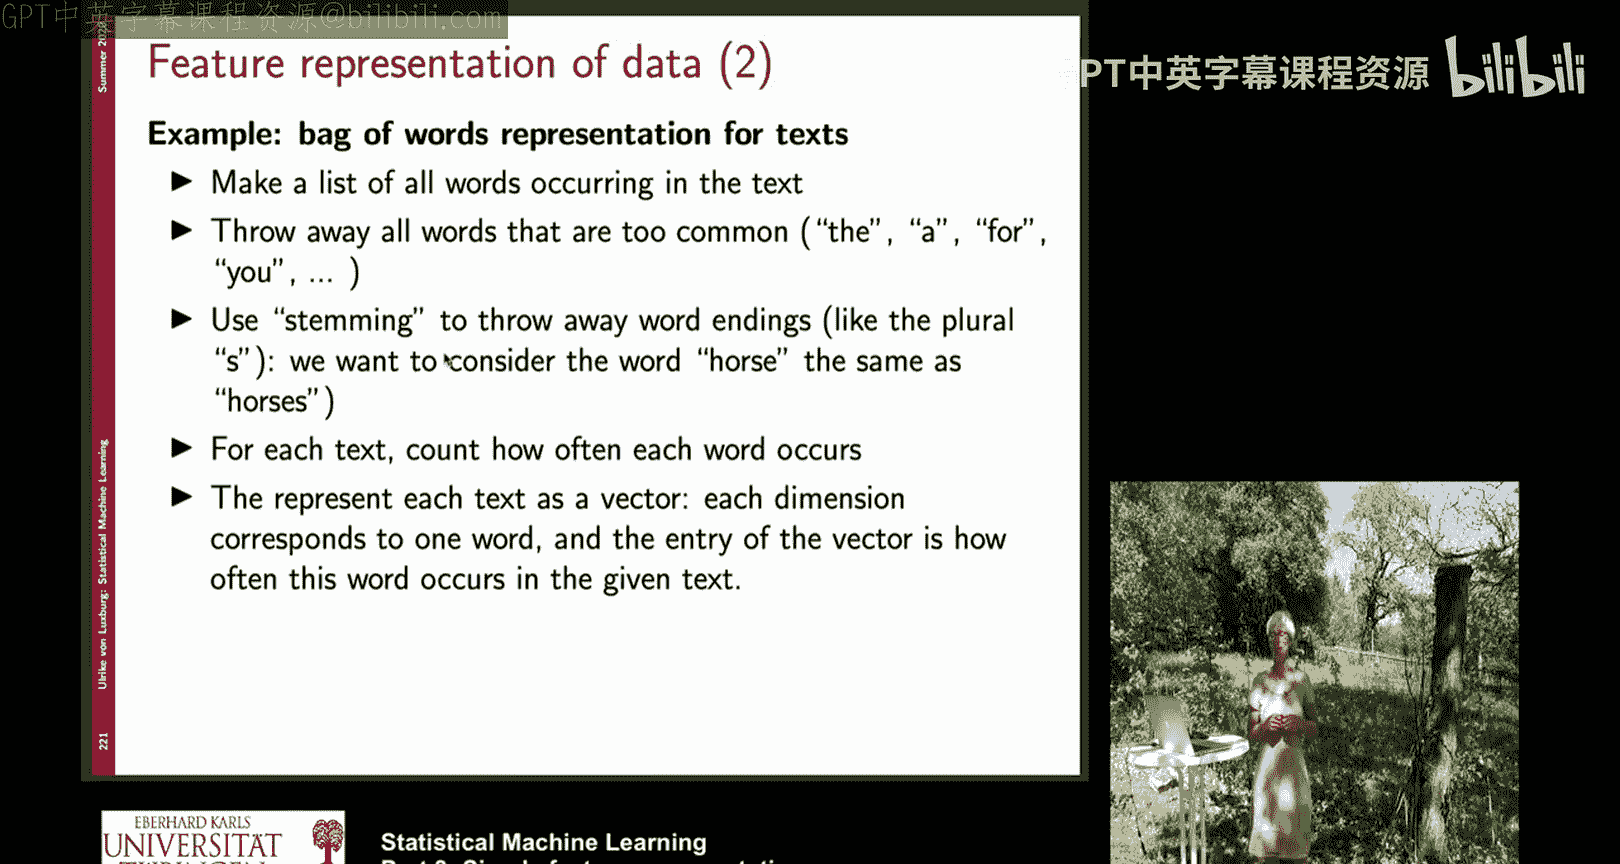 GPT中英字幕课程资源@bilibili.com
PT中英字幕课程资源 bilibili
Summer 2020
Feature representation of data (2)
Example: bag of words representation for texts
▶ Make a list of all words occurring in the text
▶ Throw away all words that are too common (“the”, “a”, “for”,
“you”, ... )
▶ Use “stemming” to throw away word endings (like the plural
“s”): we want to consider the word “horse” the same as
“horses”)
▶ For each text, count how often each word occurs
▶ The represent each text as a vector: each dimension
corresponds to one word, and the entry of the vector is how
often this word occurs in the given text.
Ulrike von Luxburg: Statistical Machine Learning
221
EBERHARD KARLS
UNIVERSITÄT
Statistical Machine Learning